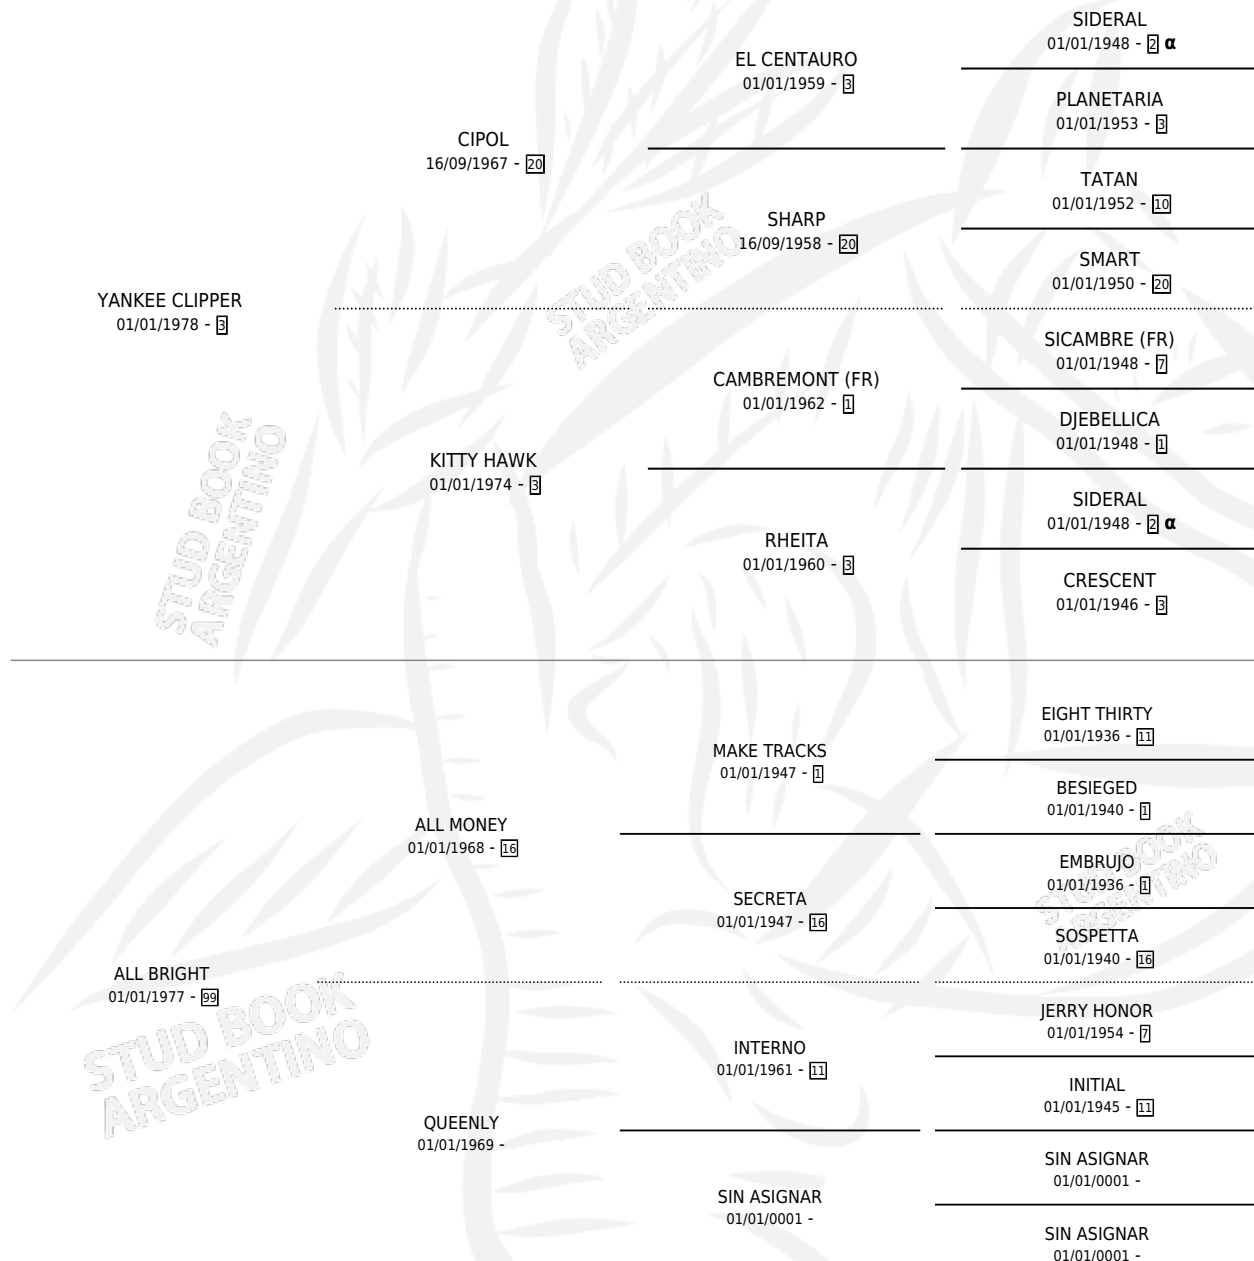 SIDERAL
01/01/1948 - 2 α
EL CENTAURO
01/01/1959 - 3
PLANETARIA
01/01/1953 - 3
CIPOL
16/09/1967 - 20
TATAN
01/01/1952 - 10
SHARP
16/09/1958 - 20
SMART
01/01/1950 - 20
YANKEE CLIPPER
01/01/1978 - 3
SICAMBRE (FR)
01/01/1948 - 7
CAMBREMONT (FR)
01/01/1962 - 1
DJEBELLICA
01/01/1948 - 1
KITTY HAWK
01/01/1974 - 3
SIDERAL
01/01/1948 - 2 α
RHEITA
01/01/1960 - 3
CRESCENT
01/01/1946 - 3
STUD BOOK
ARGENTINO
STUD BOOK
ARGENTINO
EIGHT THIRTY
01/01/1936 - 11
MAKE TRACKS
01/01/1947 - 1
BESIEGED
01/01/1940 - 1
ALL MONEY
01/01/1968 - 16
EMBRUJO
01/01/1936 - 1
SECRETA
01/01/1947 - 16
SOSPETTA
01/01/1940 - 16
ALL BRIGHT
01/01/1977 - 99
JERRY HONOR
01/01/1954 - 7
INTERNO
01/01/1961 - 11
INITIAL
01/01/1945 - 11
QUEENLY
01/01/1969 -
SIN ASIGNAR
01/01/0001 -
SIN ASIGNAR
01/01/0001 -
SIN ASIGNAR
01/01/0001 -
STUD BOOK
ARGENTINO
STUD BOOK
ARGENTINO